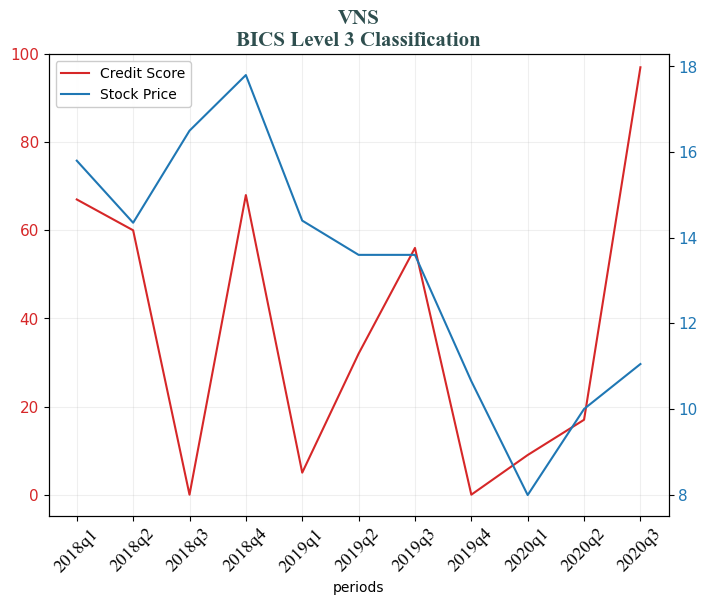 VNS
BICS Level 3 Classification
Credit Score
Stock Price
100
80
60
40
20
0
18
16
14
12
10
8
2018q1
2018q2
2018q3
2018q4
2019q1
2019q2
2019q3
2019q4
2020q1
2020q2
2020q3
periods